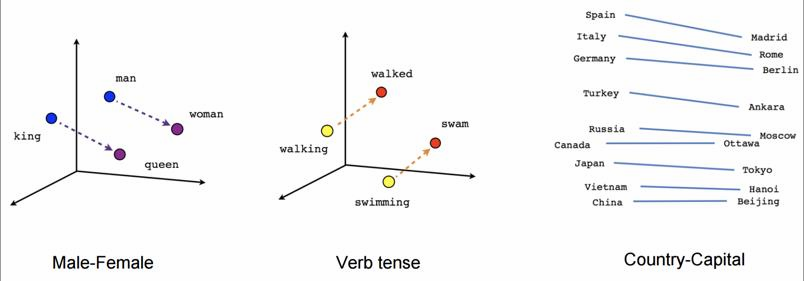 man
woman
king
queen
Male-Female
walked
swam
walking
swimming
Verb tense
Spain Madrid
Italy Rome
Germany Berlin
Turkey Ankara
Russia Moscow
Canada Ottawa
Japan Tokyo
Vietnam Hanoi
China Beijing
Country-Capital